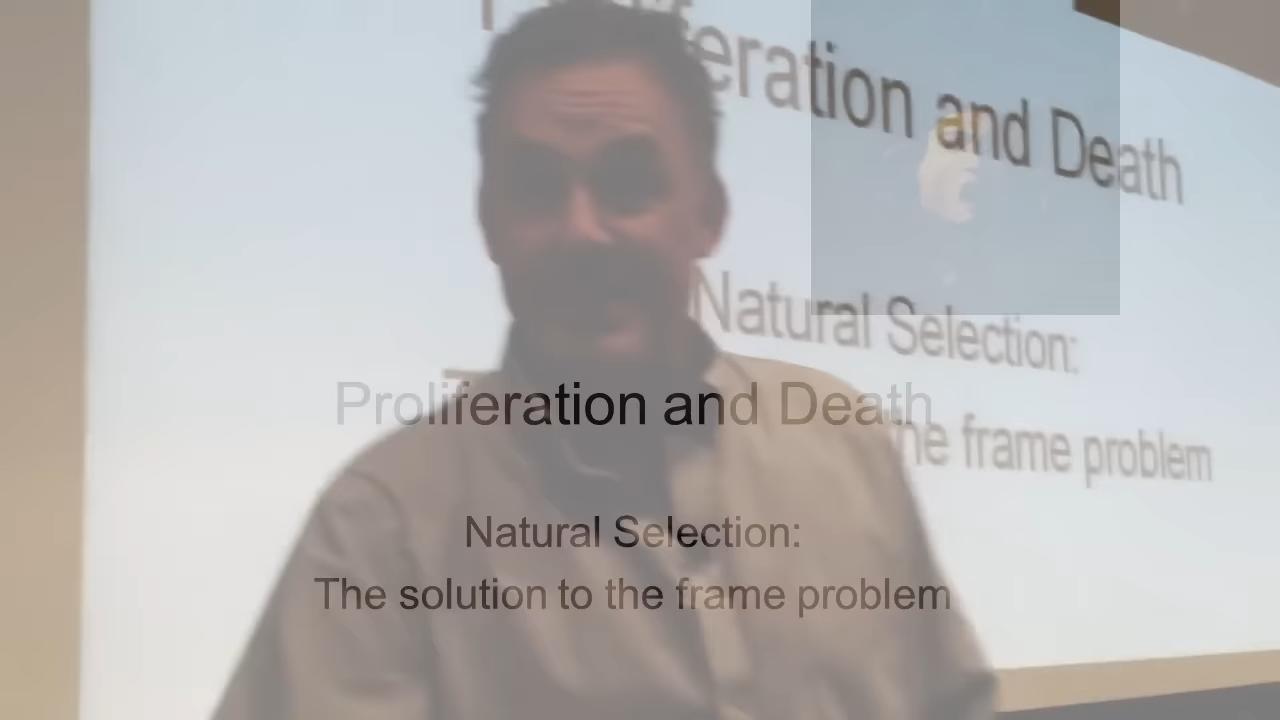 eration and Death
Natural Selection:
he frame problem
Proliferation and Death
Natural Selection:
The solution to the frame problem